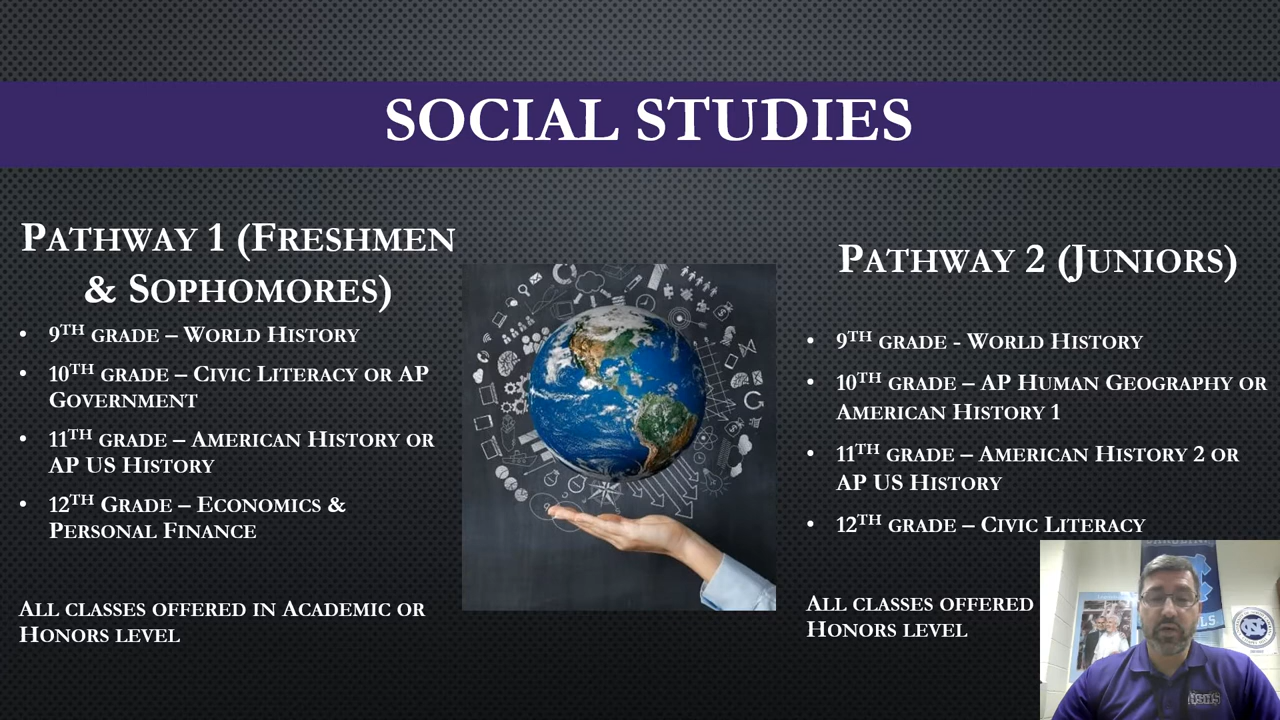 SOCIAL STUDIES
PATHWAY 1 (FRESHMEN
& SOPHOMORES)
• 9TH GRADE – WORLD HISTORY
• 10TH GRADE – CIVIC LITERACY OR AP
GOVERNMENT
• 11TH GRADE – AMERICAN HISTORY OR
AP US HISTORY
• 12TH GRADE – ECONOMICS &
PERSONAL FINANCE
ALL CLASSES OFFERED IN ACADEMIC OR
HONORS LEVEL
PATHWAY 2 (JUNIORS)
• 9TH GRADE - WORLD HISTORY
• 10TH GRADE – AP HUMAN GEOGRAPHY OR
AMERICAN HISTORY 1
• 11TH GRADE – AMERICAN HISTORY 2 OR
AP US HISTORY
• 12TH GRADE – CIVIC LITERACY
ALL CLASSES OFFERED
HONORS LEVEL